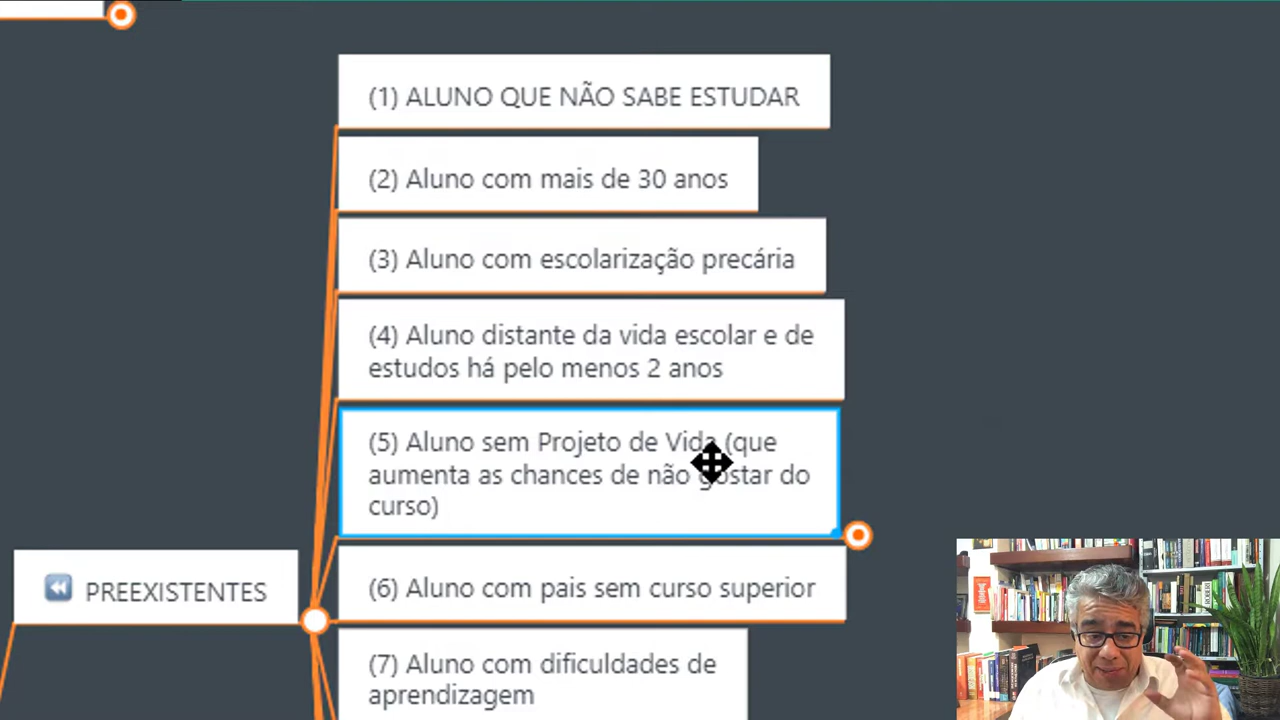 (1) ALUNO QUE NÃO SABE ESTUDAR
(2) Aluno com mais de 30 anos
(3) Aluno com escolarização precária
(4) Aluno distante da vida escolar e de
estudos há pelo menos 2 anos
(5) Aluno sem Projeto de Vida (que
aumenta as chances de não gostar do
curso)
PREEXISTENTES
(6) Aluno com pais sem curso superior
(7) Aluno com dificuldades de
aprendizagem